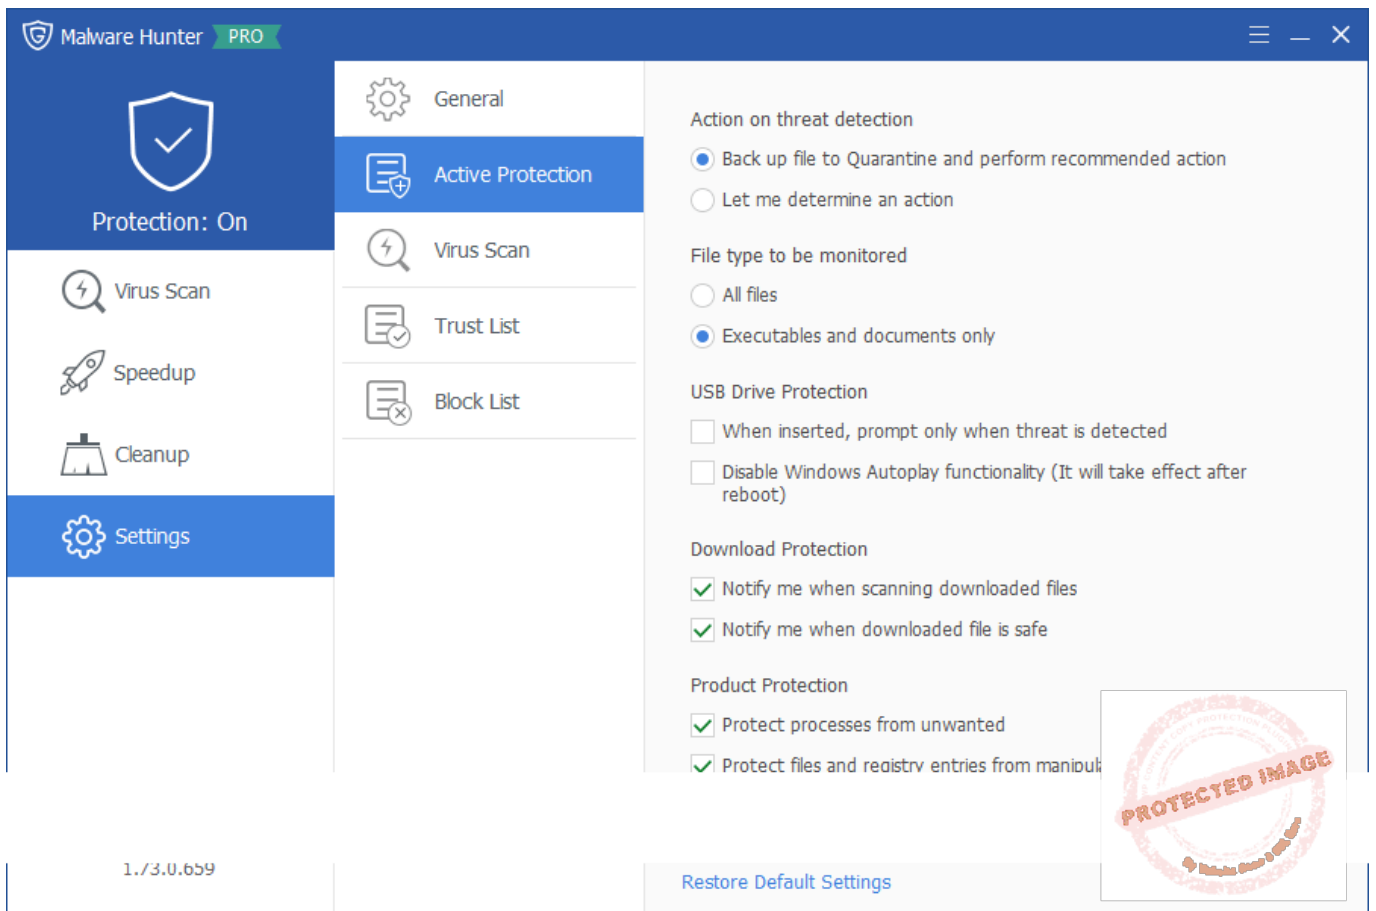 Malware Hunter PRO
Protection: On
Virus Scan
Speedup
Cleanup
Settings
1.73.0.659
General
Active Protection
Virus Scan
Trust List
Block List
Action on threat detection
Back up file to Quarantine and perform recommended action
Let me determine an action
File type to be monitored
All files
Executables and documents only
USB Drive Protection
When inserted, prompt only when threat is detected
Disable Windows Autoplay functionality (It will take effect after
reboot)
Download Protection
Notify me when scanning downloaded files
Notify me when downloaded file is safe
Product Protection
Protect processes from unwanted
Protect files and registry entries from
Restore Default Settings
PROTECTED IMAGE